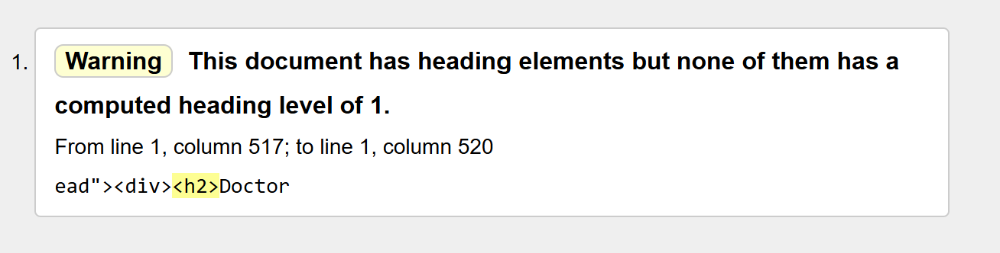 1. Warning This document has heading elements but none of them has a
computed heading level of 1.
From line 1, column 517; to line 1, column 520
ead"><div><h2>Doctor